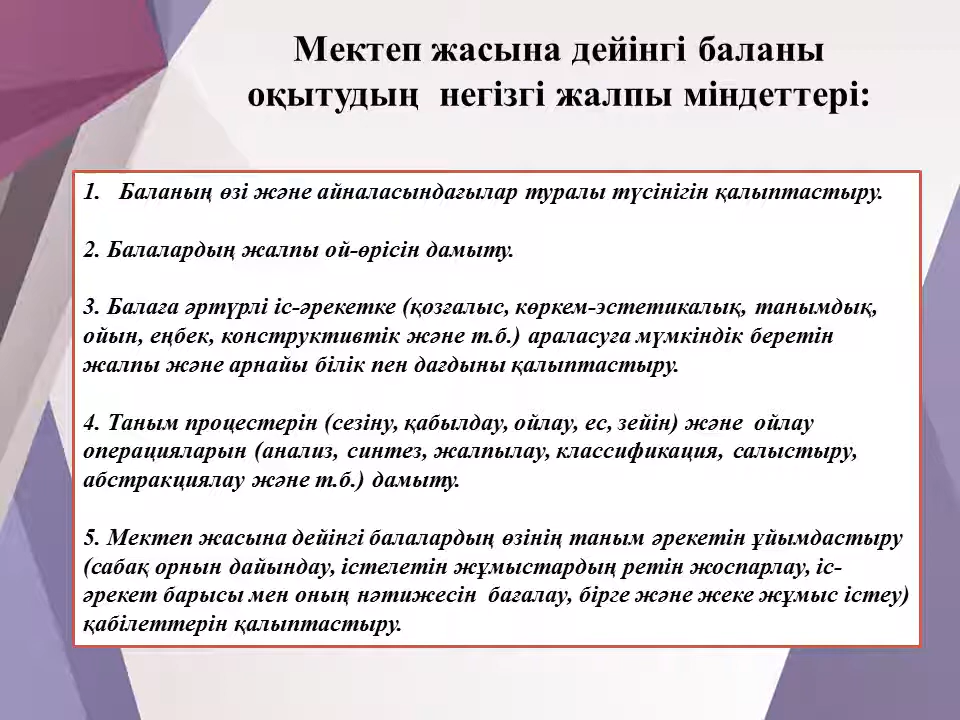 Мектеп жасына дейінгі баланы
оқытудың негізгі жалпы міндеттері:
1. Баланың өзі және айналасындағылар туралы түсінігін қалыптастыру.
2. Балалардың жалпы ой-өрісін дамыту.
3. Балаға әртүрлі іс-әрекетке (қозғалыс, көркем-эстетикалық, танымдық,
ойын, еңбек, конструктивтік және т.б.) араласуға мүмкіндік беретін
жалпы және арнайы білік пен дағдыны қалыптастыру.
4. Таным процестерін (сезіну, қабылдау, ойлау, ес, зейін) және ойлау
операцияларын (анализ, синтез, жалпылау, классификация, салыстыру,
абстракциялау және т.б.) дамыту.
5. Мектеп жасына дейінгі балалардың өзінің таным әрекетін ұйымдастыру
(сабақ орнын дайындау, істелетін жұмыстардың ретін жоспарлау, іс-
әрекет барысы мен оның нәтижесін бағалау, бірге және жеке жұмыс істеу)
қабілеттерін қалыптастыру.